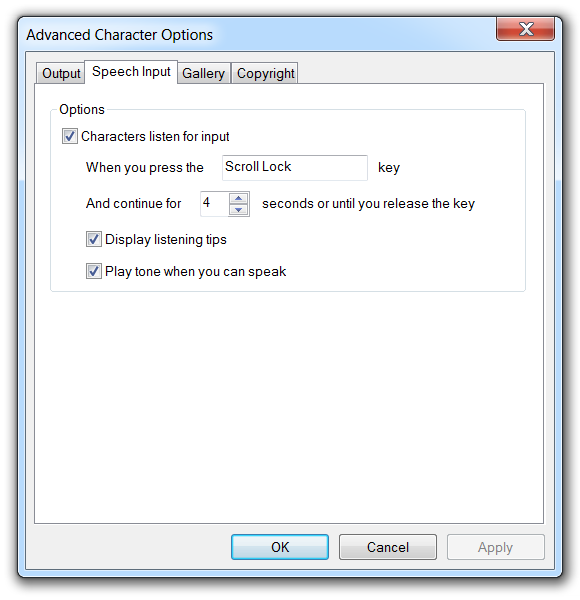 Advanced Character Options
Output Speech Input Gallery Copyright
Options
Characters listen for input
When you press the Scroll Lock key
And continue for 4 seconds or until you release the key
Display listening tips
Play tone when you can speak
OK Cancel Apply